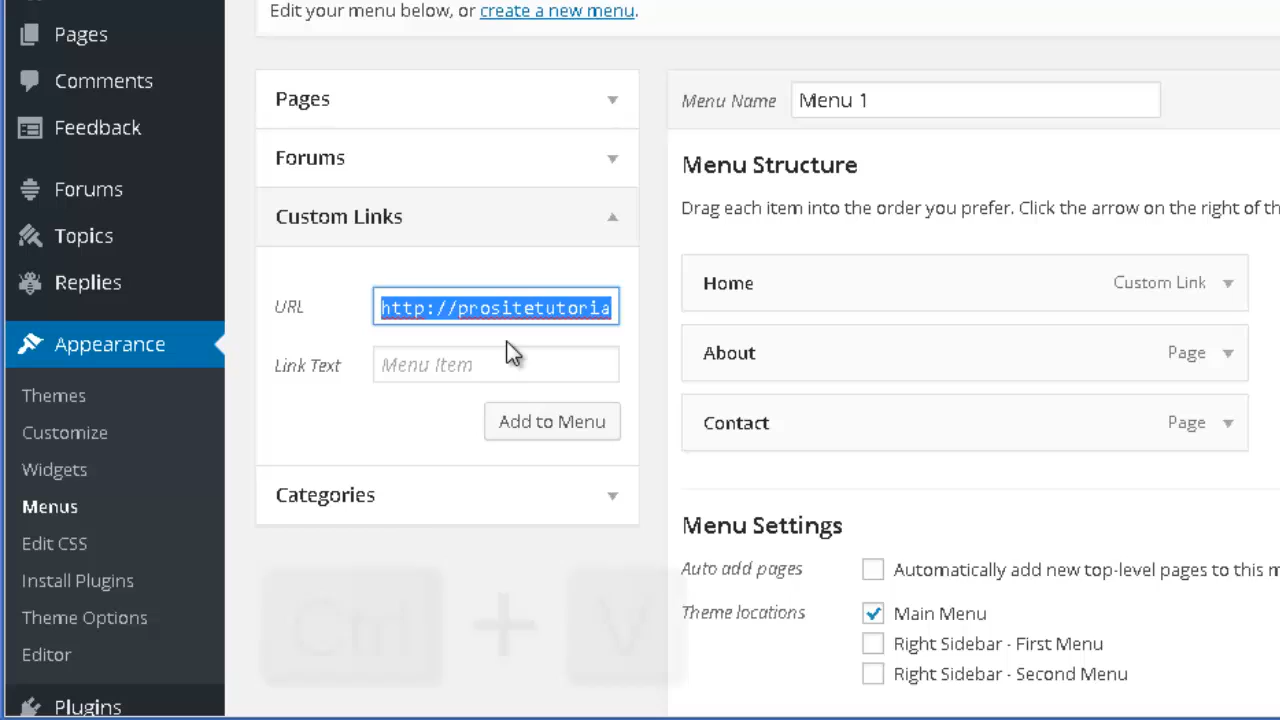 Edit your menu below, or create a new menu.
Pages
Comments
Feedback
Forums
Topics
Replies
Appearance
Themes
Customize
Widgets
Menus
Edit CSS
Install Plugins
Theme Options
Editor
Plugins
Pages
Forums
Custom Links
URL http://prositetutoria
Link Text Menu Item
Add to Menu
Categories
Menu Name Menu 1
Menu Structure
Drag each item into the order you prefer. Click the arrow on the right of th
Home Custom Link
About Page
Contact Page
Menu Settings
Auto add pages Automatically add new top-level pages to this m
Theme locations Main Menu
Right Sidebar - First Menu
Right Sidebar - Second Menu
Ctrl + V